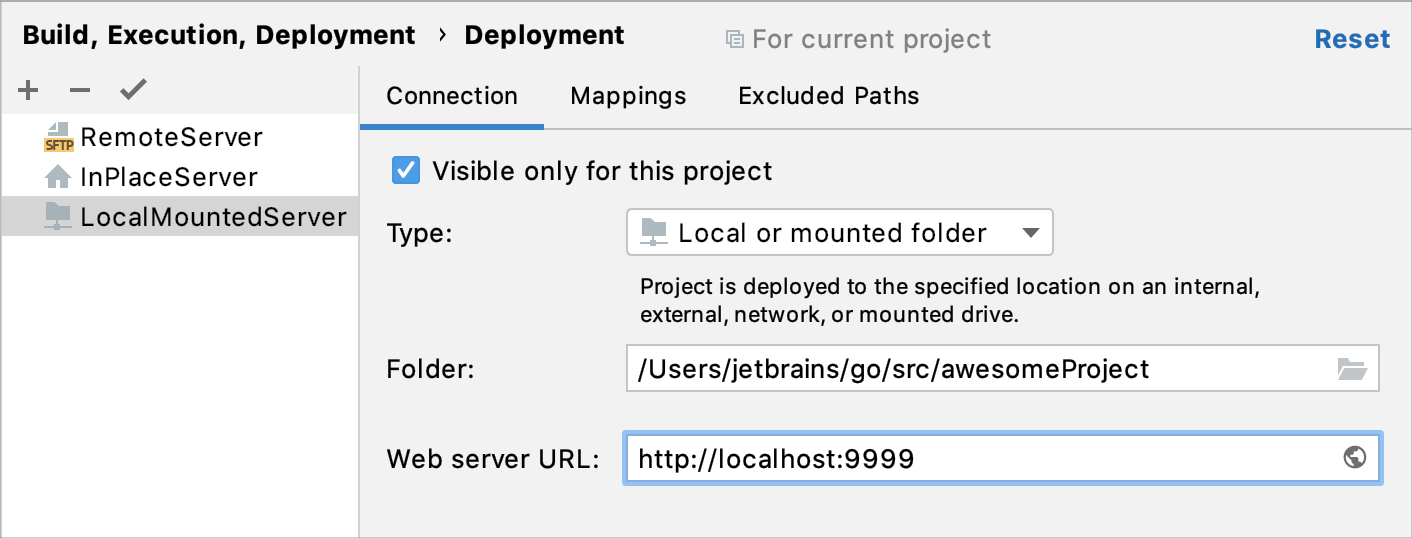 Build, Execution, Deployment › Deployment
For current project
Reset
Connection
Mappings
Excluded Paths
SFTP RemoteServer
InPlaceServer
LocalMountedServer
Visible only for this project
Type:
Local or mounted folder
Project is deployed to the specified location on an internal,
external, network, or mounted drive.
Folder:
/Users/jetbrains/go/src/awesomeProject
Web server URL:
http://localhost:9999